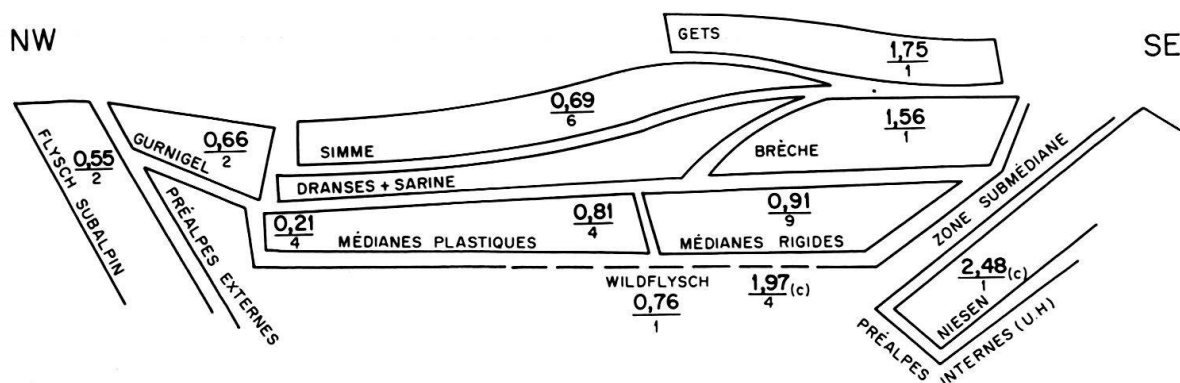 NW
SE
GETS
1,75
1
0,69
6
SIMME
FLYSCH SUBALPIN
0,55
2
GURNIGEL
0,66
2
PRÉALPES EXTERNES
1,56
1
BRÈCHE
DRANSES + SARINE
0,21
4
MÉDIANES PLASTIQUES
0,81
4
0,91
9
MÉDIANES RIGIDES
ZONE SUBMÉDIANE
WILDFLYSCH
0,76
1
1,97 (c)
4
2,48 (c)
1
NIESEN
PRÉALPES
INTERNES (U.H)